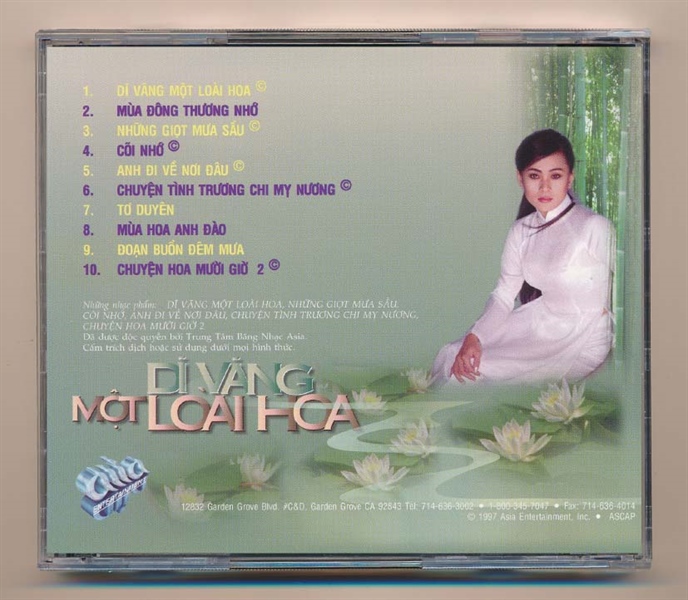 1. DĨ VÃNG MỘT LOÀI HOA ©
2. MÙA ĐÔNG THƯƠNG NHỚ
3. NHỮNG GIỌT MƯA SẦU ©
4. CÕI NHỚ ©
5. ANH ĐI VỀ NƠI ĐÂU ©
6. CHUYỆN TÌNH TRƯƠNG CHI MỴ NƯƠNG ©
7. TƠ DUYÊN
8. MÙA HOA ANH ĐÀO
9. ĐOẠN BUỒN ĐÊM MƯA
10. CHUYỆN HOA MƯỜI GIỜ 2 ©
Những nhạc phẩm: DĨ VÃNG MỘT LOÀI HOA, NHỮNG GIỌT MƯA SẦU,
CÕI NHỚ, ANH ĐI VỀ NƠI ĐÂU, CHUYỆN TÌNH TRƯƠNG CHI MỴ NƯƠNG,
CHUYỆN HOA MƯỜI GIỜ 2
Đã được độc quyền bởi Trung Tâm Băng Nhạc Asia.
Cấm trích dịch hoặc sử dụng dưới mọi hình thức.
DĨ VÃNG
MỘT LOÀI HOA
asia
ENTERTAINMENT
12832 Garden Grove Blvd. #C&D. Garden Grove CA 92843 Tel: 714-636-3002 • 1-800-345-7047 • Fax: 714-636-4014
© 1997 Asia Entertainment, Inc. • ASCAP